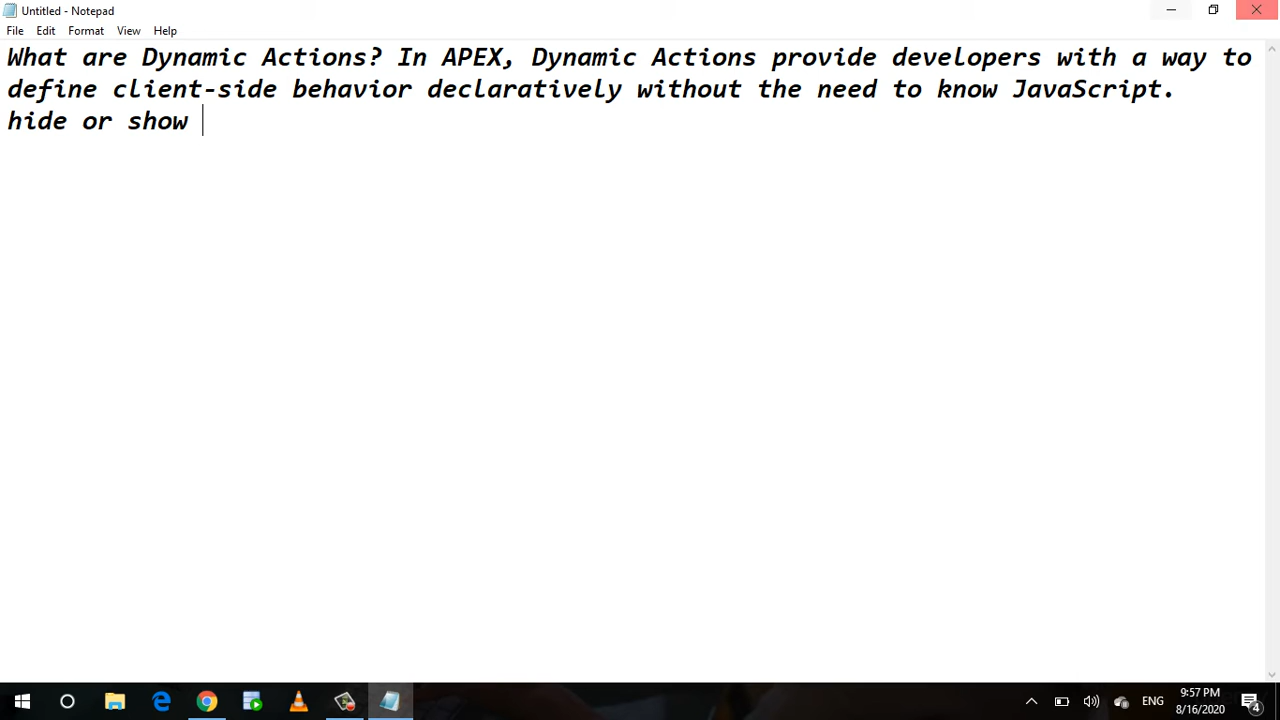 Untitled - Notepad
File Edit Format View Help
What are Dynamic Actions? In APEX, Dynamic Actions provide developers with a way to
define client-side behavior declaratively without the need to know JavaScript.
hide or show
ENG
9:57 PM
8/16/2020
4